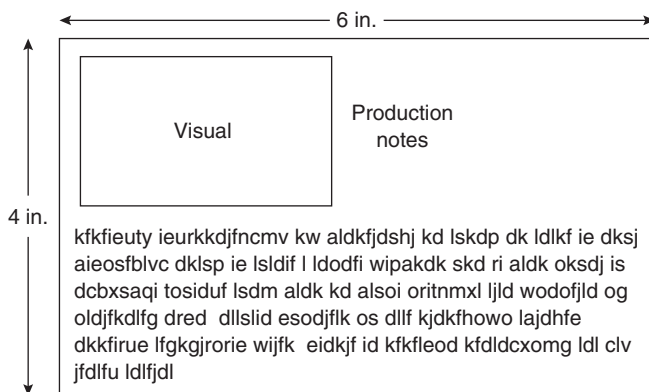 6 in.
Visual
Production
notes
4 in.
kfkfieuty ieurkkdjfncmv kw aldkfjdshj kd lskdp dk ldlkf ie dksj
aieosfblvc dklsp ie lsldif l ldodfi wipakdk skd ri aldk oksdj is
dcbxsaqi tosiduf lsdm aldk kd alsoi oritnmxl ljld wodofjld og
oldjfkdlfg dred dllslid esodjflk os dllf kjdkfhowo lajdhfe
dkkfirue lfgkgjrorie wijfk eidkjf id kfkfleod kfdldcxomg ldl clv
jfdlfu ldlfjdl